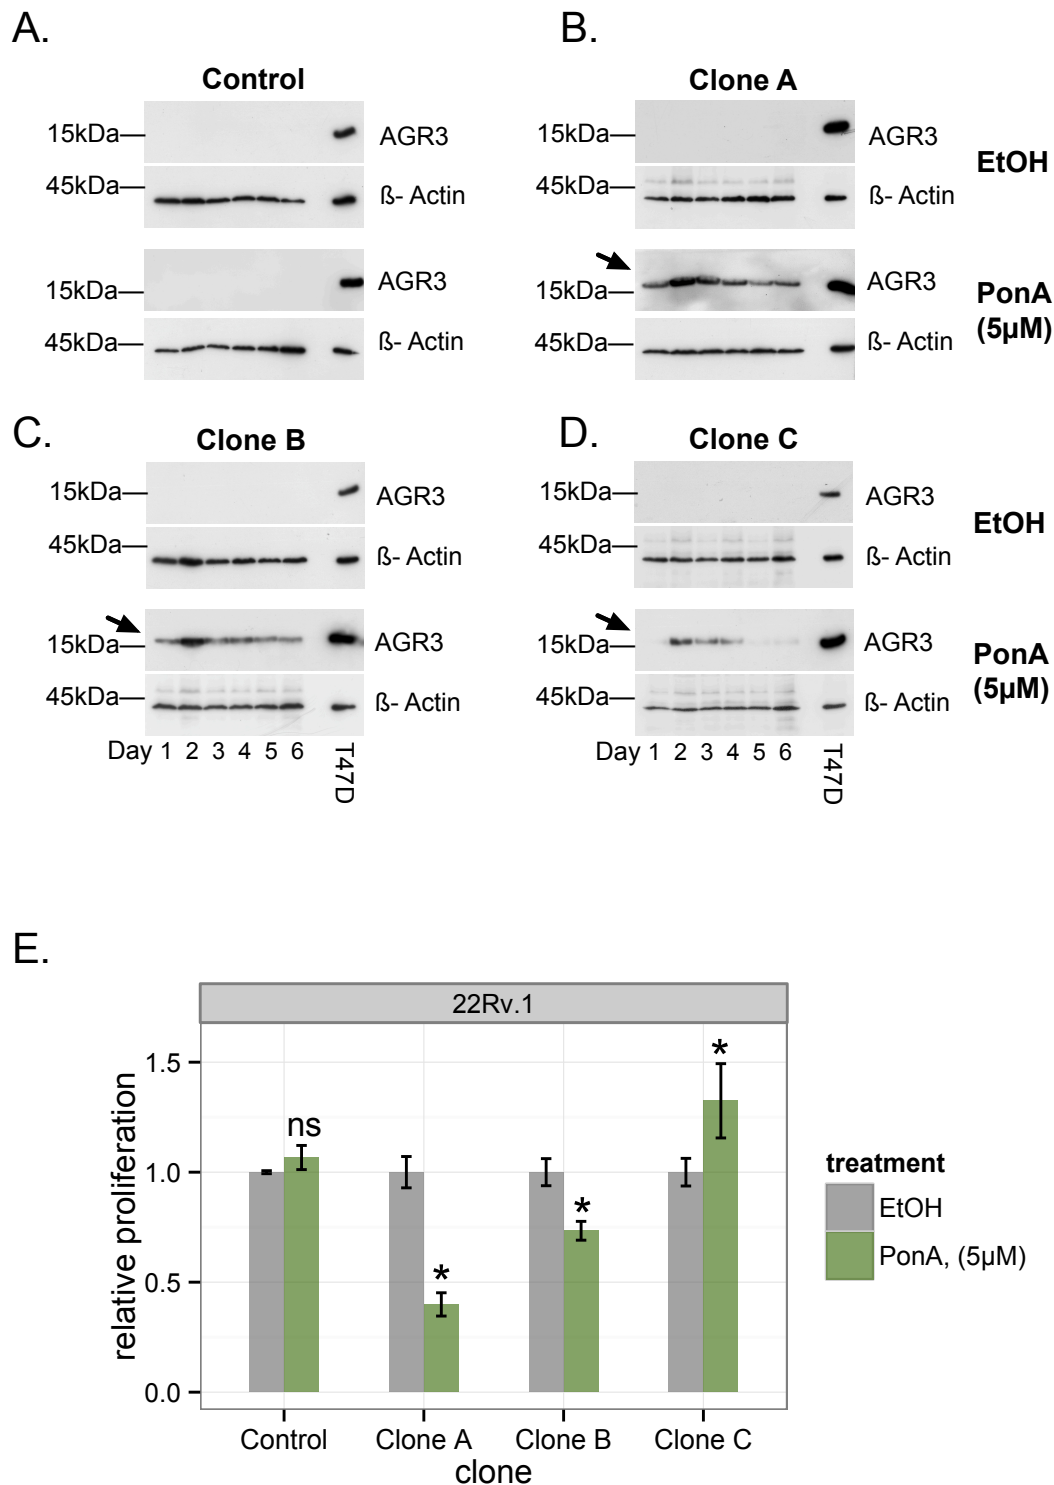 A.
B.
Control
Clone A
15kDa
AGR3
15kDa
AGR3
EtOH
45kDa
ß- Actin
45kDa
ß- Actin
15kDa
AGR3
15kDa
AGR3
PonA
(5µM)
45kDa
ß- Actin
45kDa
ß- Actin
C.
D.
Clone B
Clone C
15kDa
AGR3
15kDa
AGR3
EtOH
45kDa
ß- Actin
45kDa
ß- Actin
15kDa
AGR3
15kDa
AGR3
PonA
(5µM)
45kDa
ß- Actin
45kDa
ß- Actin
Day 1 2 3 4 5 6 T47D
Day 1 2 3 4 5 6 T47D
E.
22Rv.1
relative proliferation
1.5
1.0
0.5
0.0
ns
*
*
*
Control
Clone A
Clone B
Clone C
clone
treatment
EtOH
PonA, (5µM)